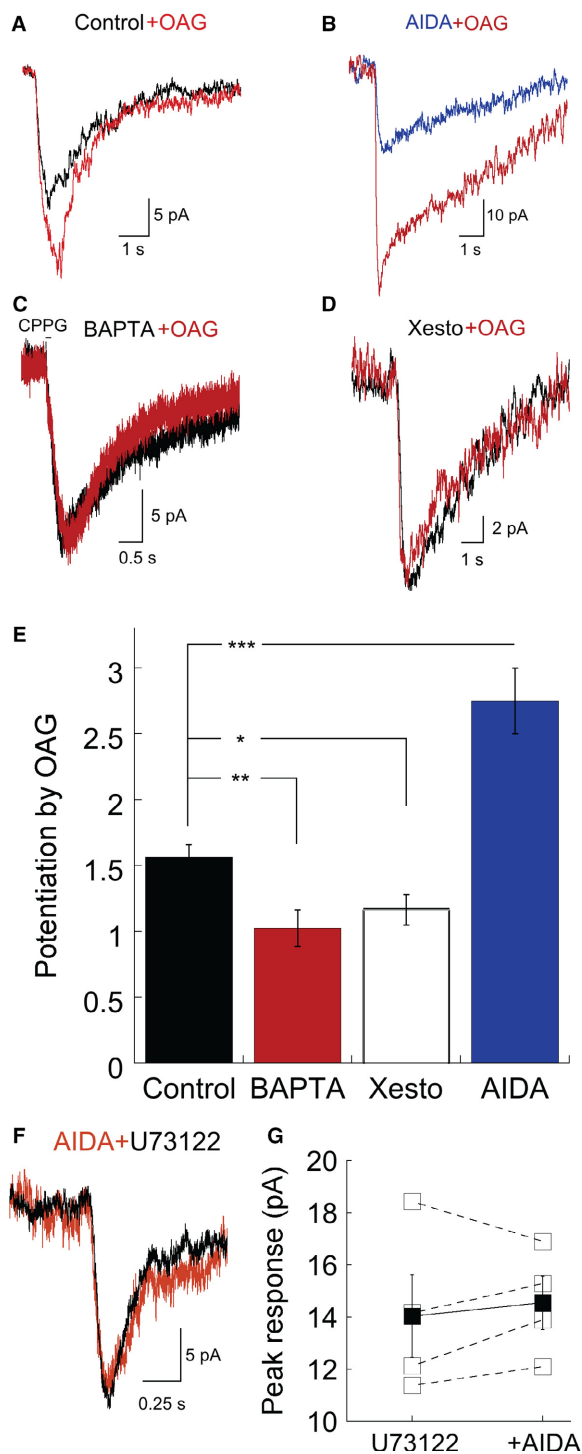 A
Control+OAG
5 pA
1 s
B
AIDA+OAG
10 pA
1 s
C
CPPG
BAPTA+OAG
5 pA
0.5 s
D
Xesto+OAG
2 pA
1 s
E
Potentiation by OAG
3
2.5
2
1.5
1
0.5
0
***
*
**
Control BAPTA Xesto AIDA
F
AIDA+U73122
5 pA
0.25 s
G
Peak response (pA)
20
18
16
14
12
10
U73122 +AIDA